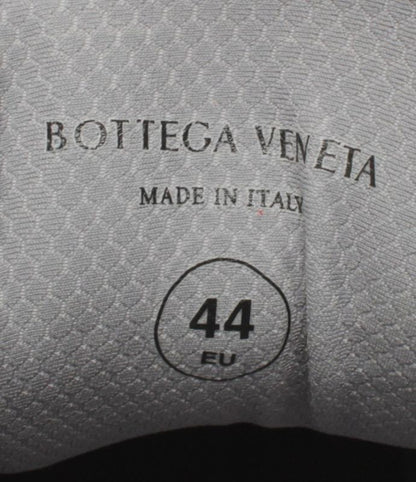 BOTTEGA VENETA
MADE IN ITALY
44
EU